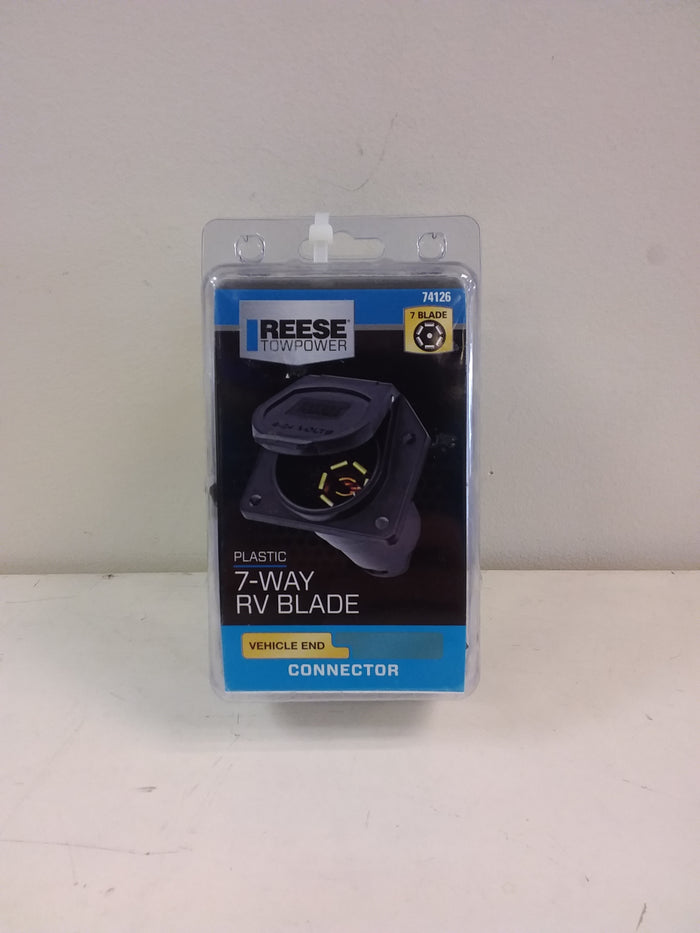 74126
REESE
TOWPOWER
7 BLADE
PLASTIC
7-WAY
RV BLADE
VEHICLE END
CONNECTOR